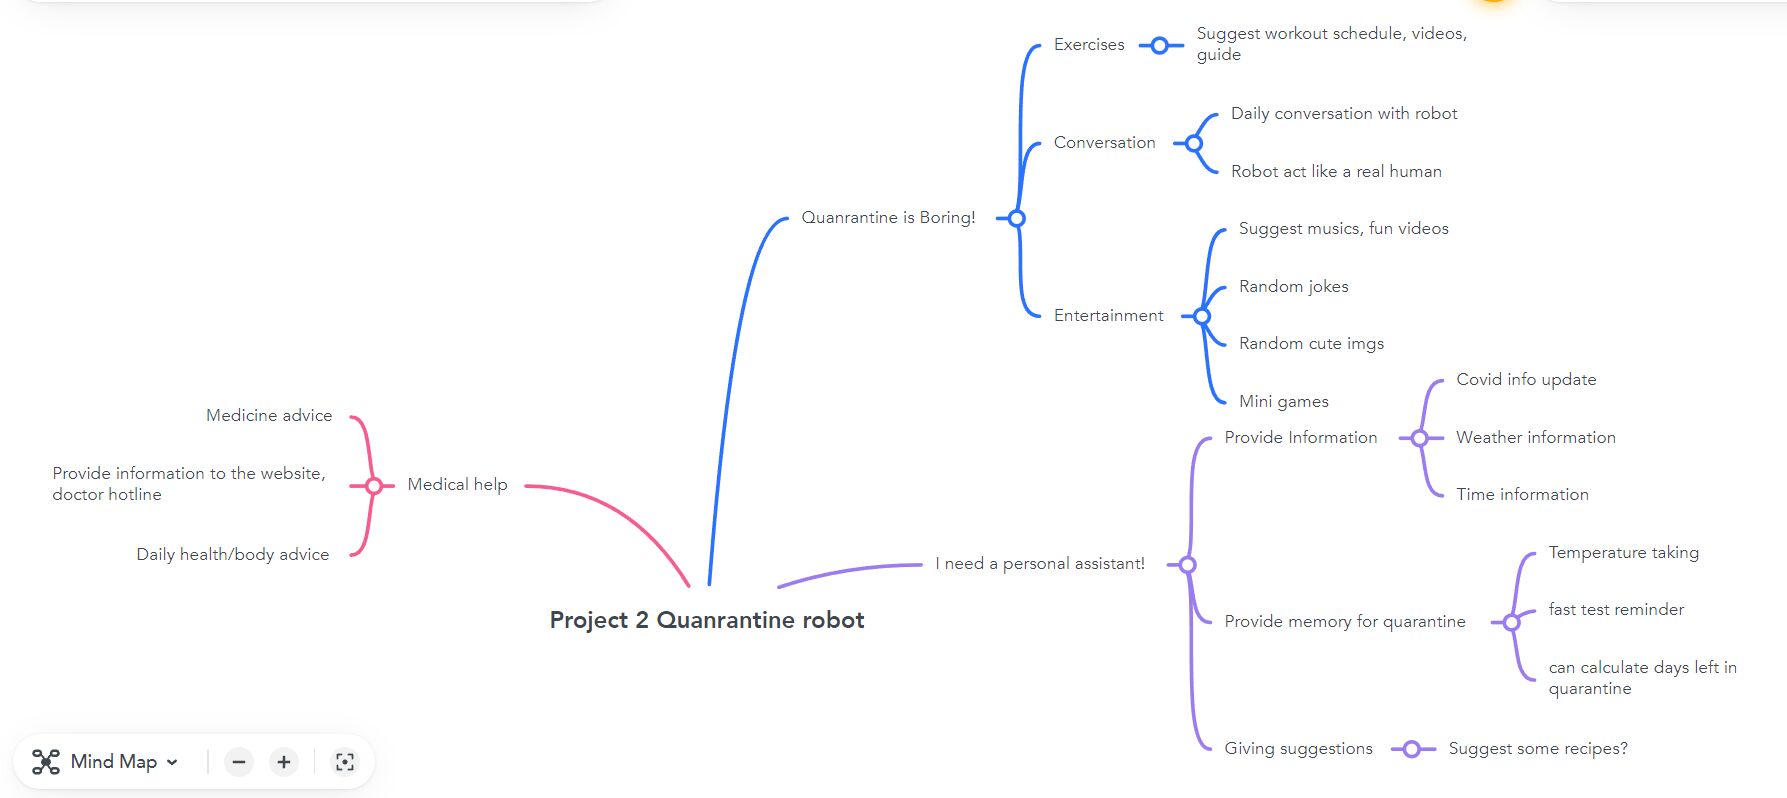 Exercises
Suggest workout schedule, videos,
guide
Conversation
Daily conversation with robot
Robot act like a real human
Quanrantine is Boring!
Entertainment
Suggest musics, fun videos
Random jokes
Random cute imgs
Mini games
Medicine advice
Provide information to the website,
doctor hotline
Daily health/body advice
Medical help
Project 2 Quanrantine robot
I need a personal assistant!
Provide Information
Covid info update
Weather information
Time information
Provide memory for quarantine
Temperature taking
fast test reminder
can calculate days left in
quarantine
Giving suggestions
Suggest some recipes?
Mind Map